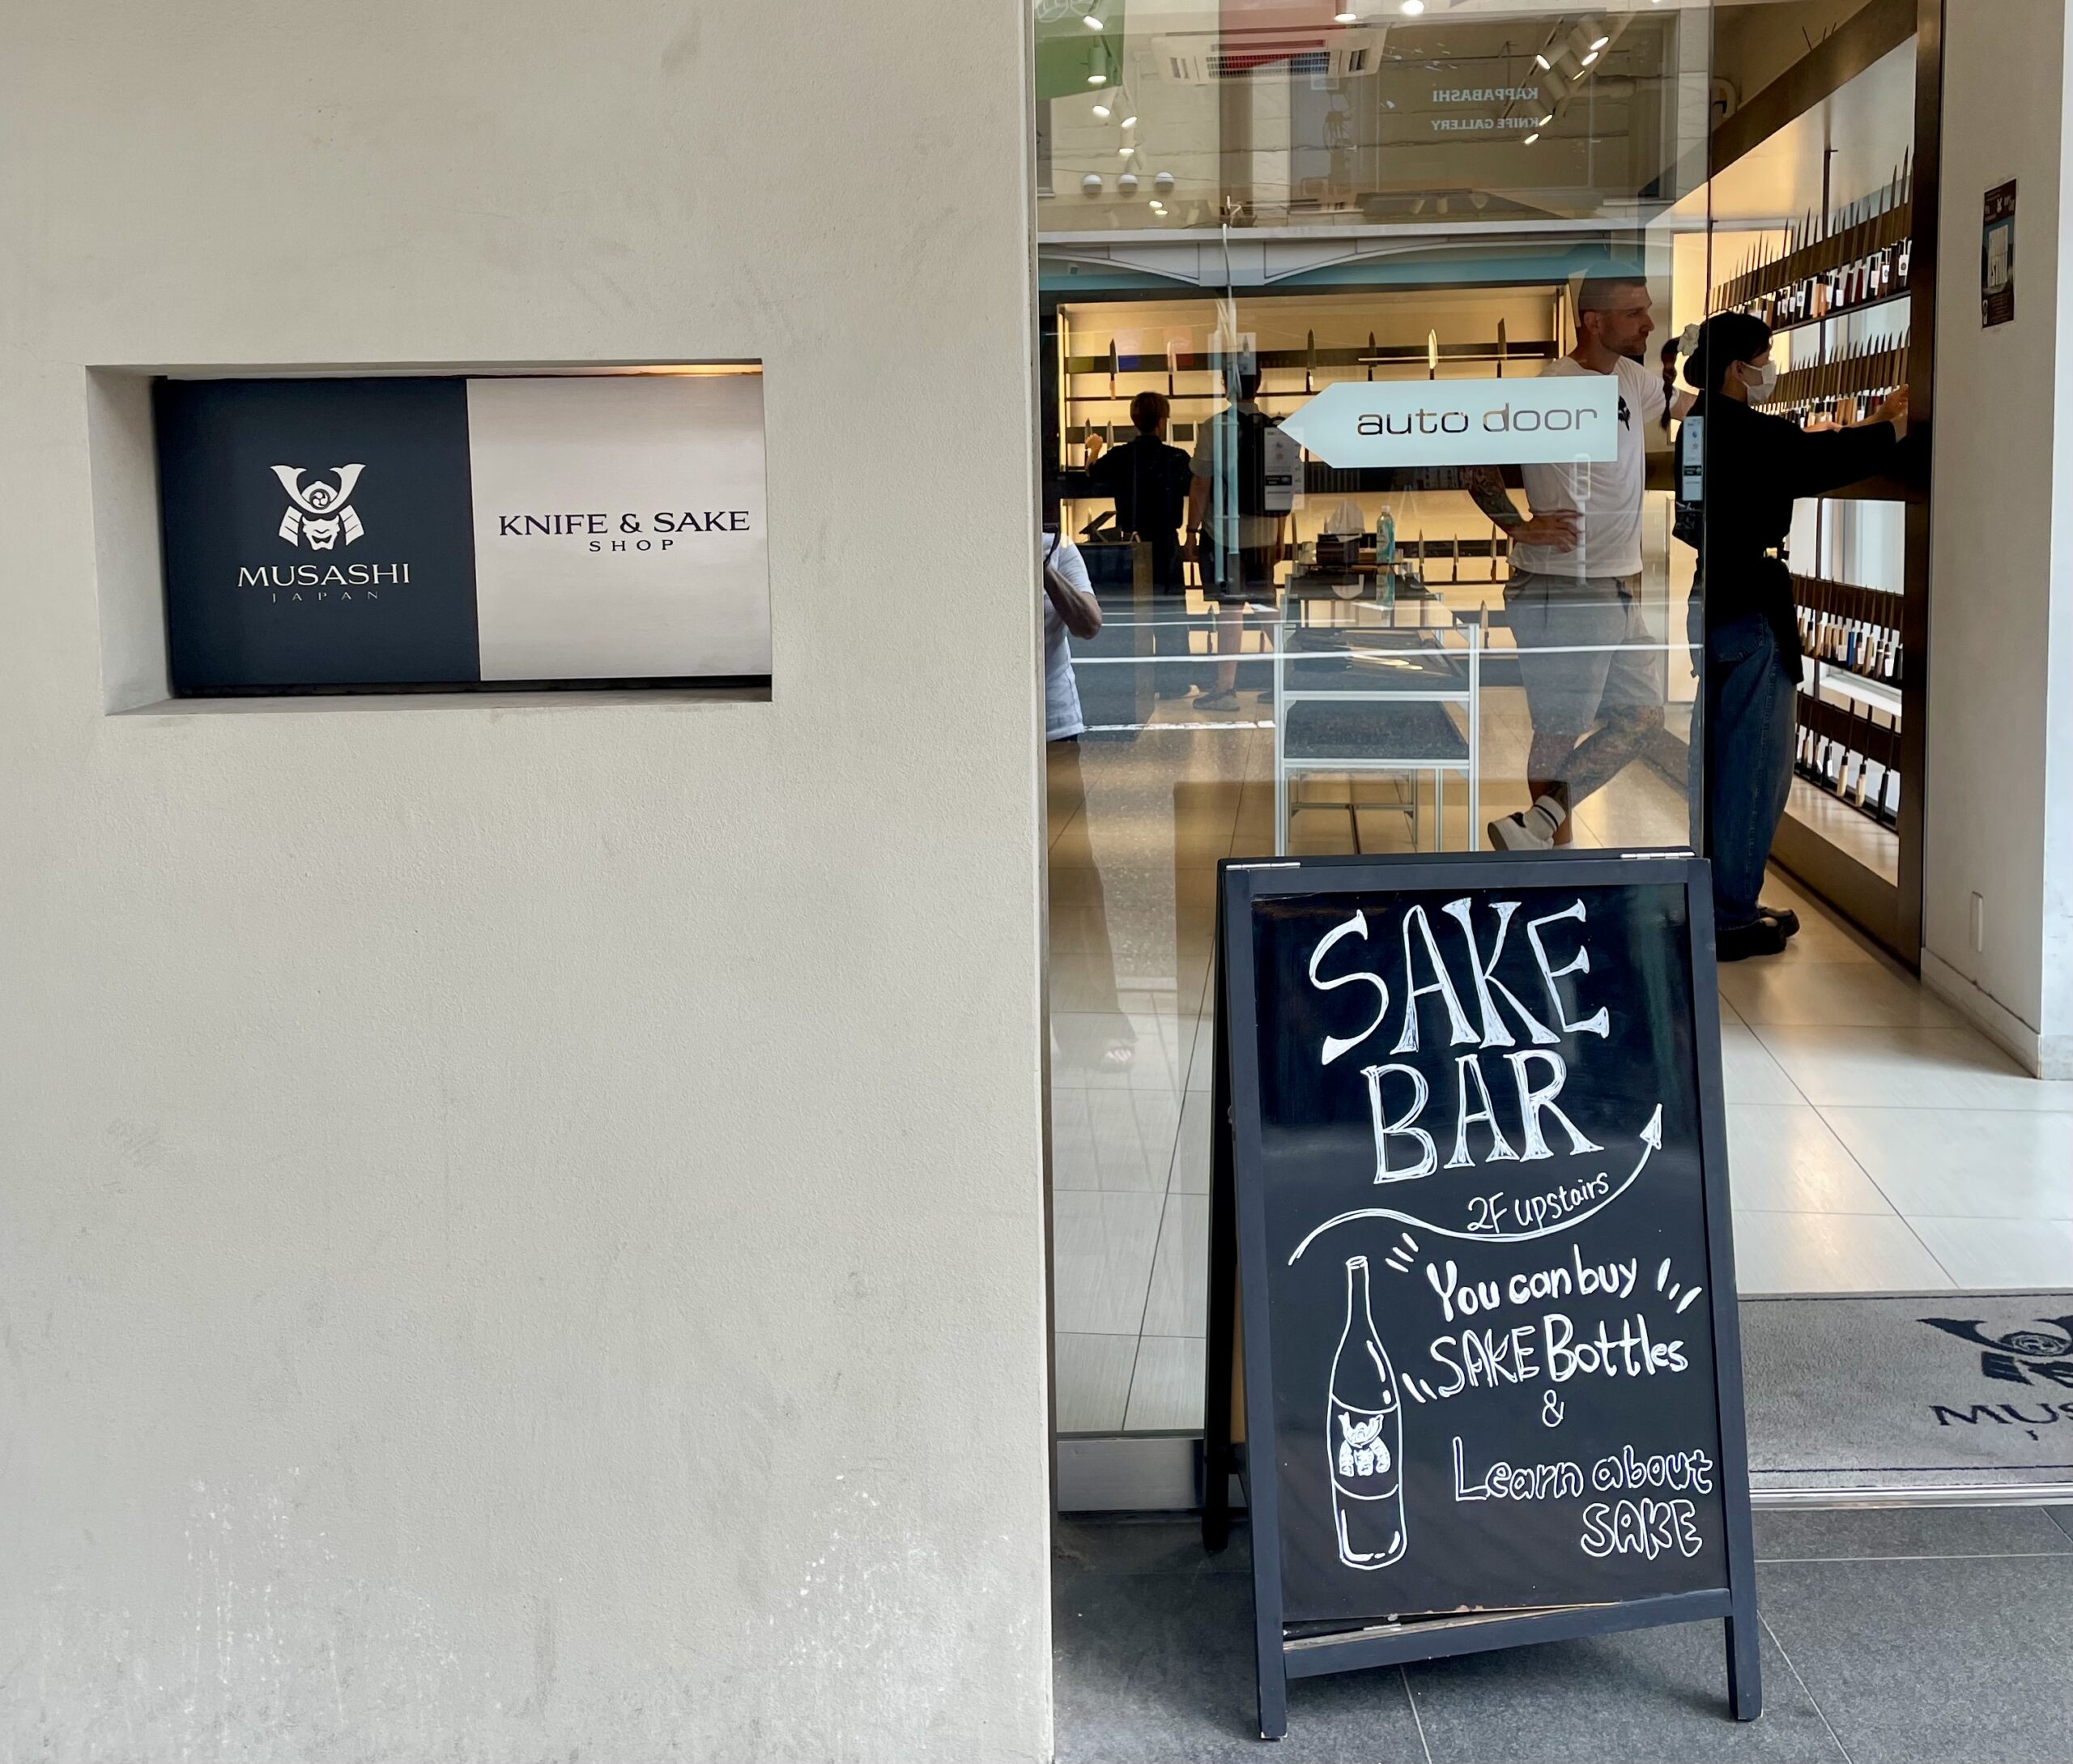 MUSASHI
JAPAN
KNIFE & SAKE
SHOP
KAPPABASHI
KNIFE GALLERY
auto door
SAKE
BAR
2F upstairs
You can buy
SAKE Bottles
&
Learn about
SAKE